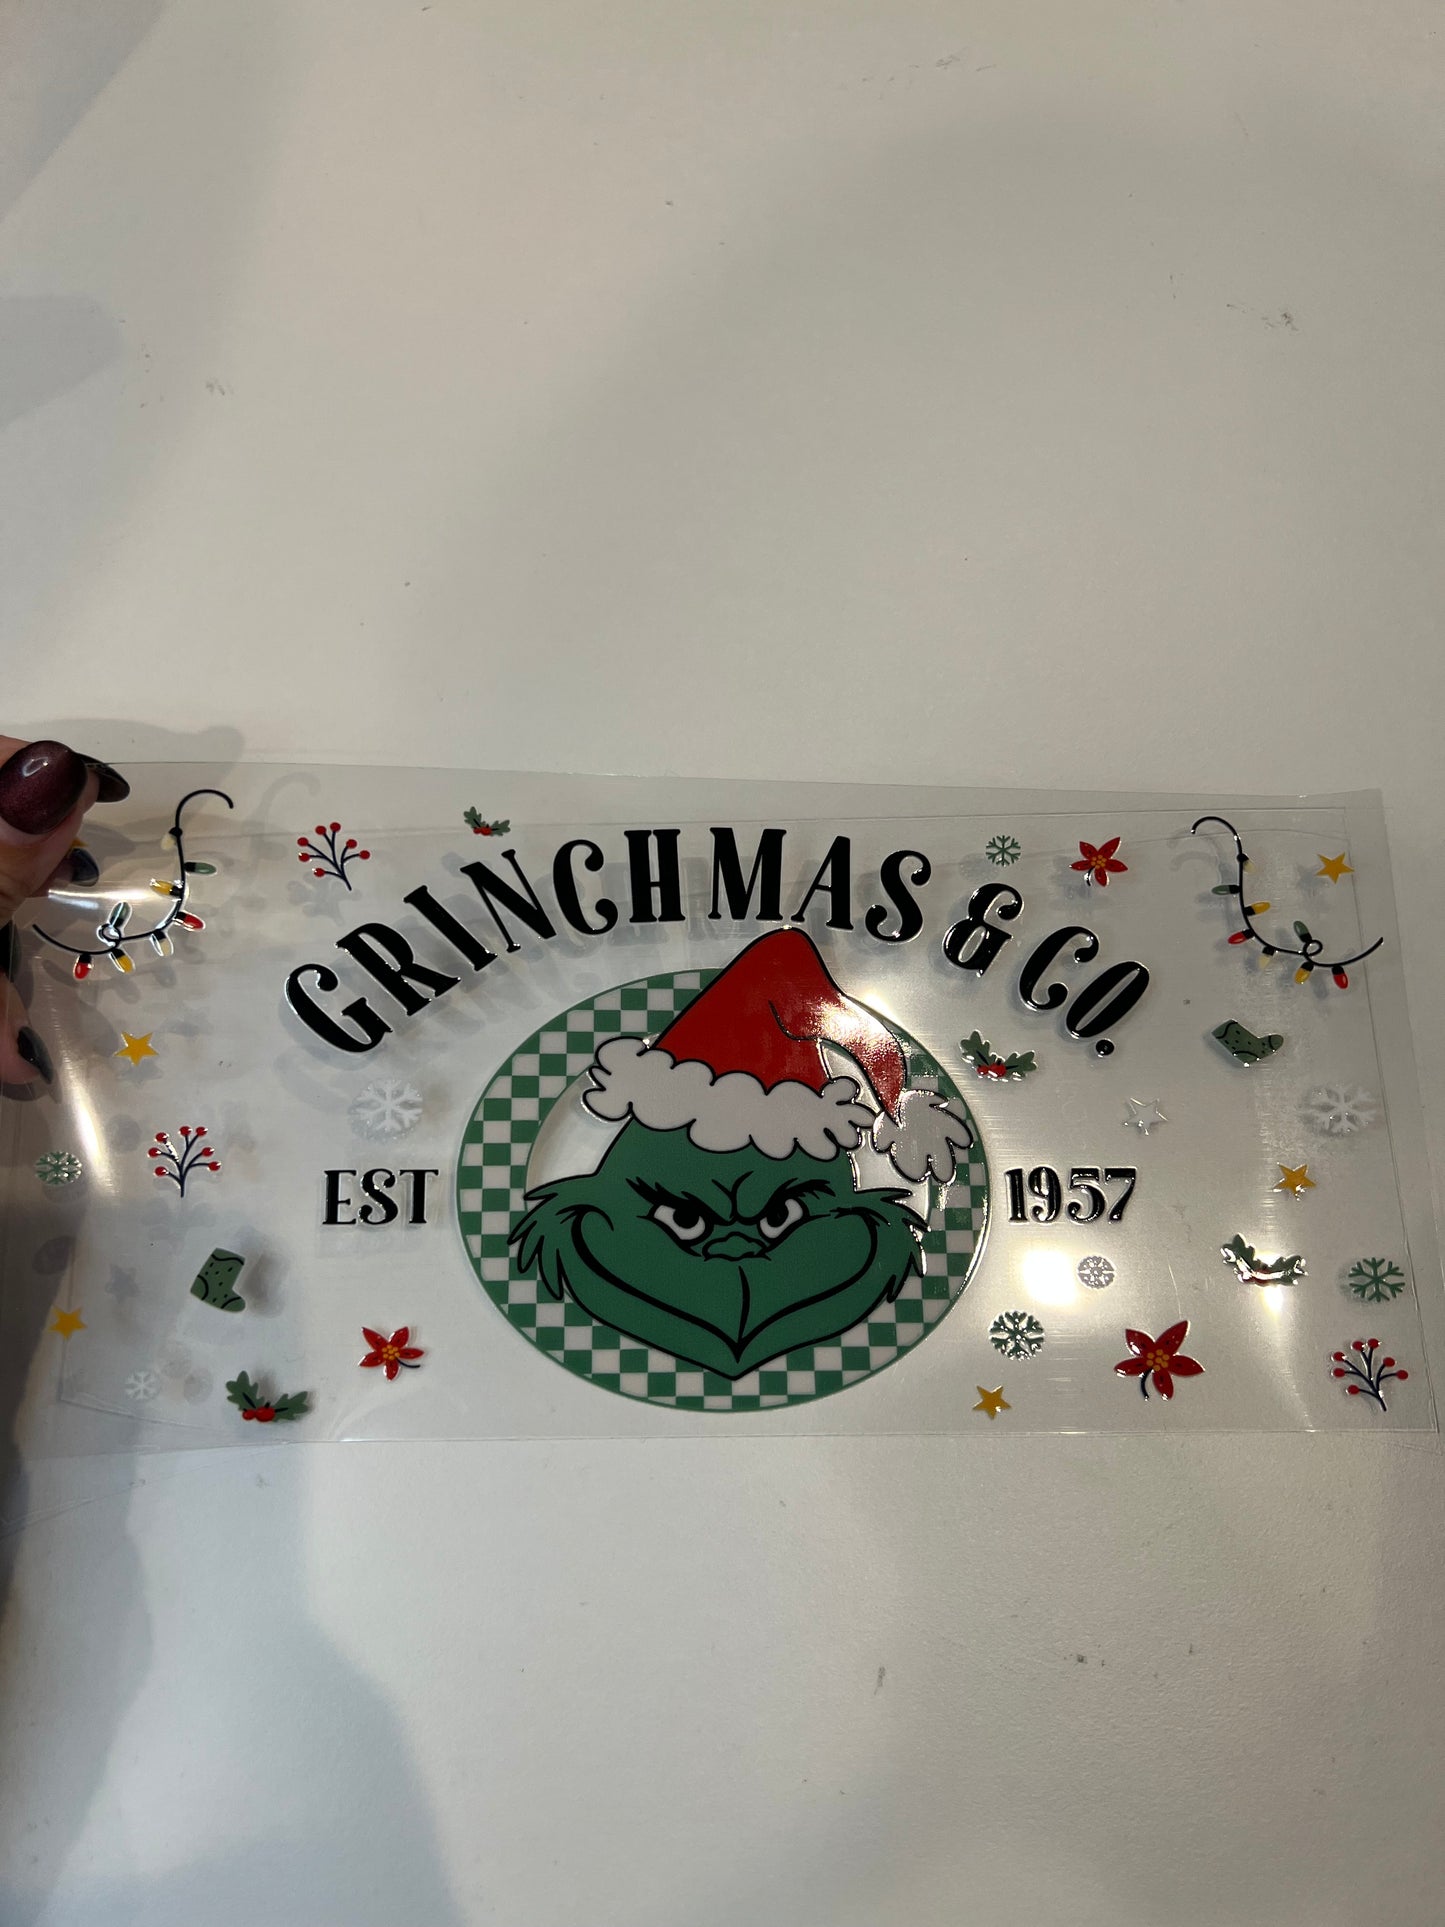 GRINCHMAS & CO.
EST 1957